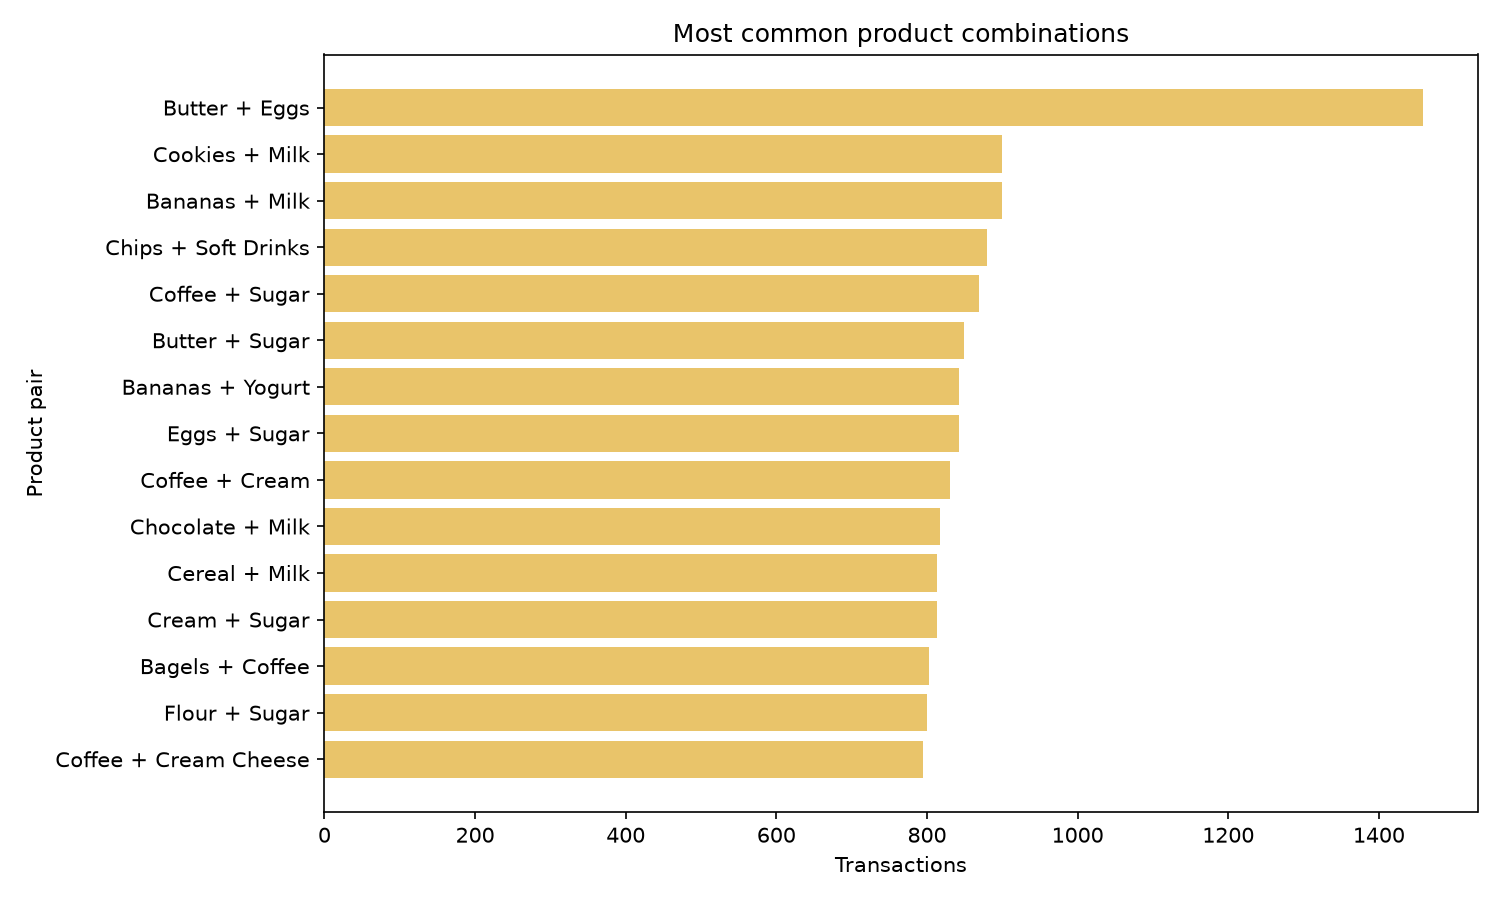 Most common product combinations
Product pair
Butter + Eggs
Cookies + Milk
Bananas + Milk
Chips + Soft Drinks
Coffee + Sugar
Butter + Sugar
Bananas + Yogurt
Eggs + Sugar
Coffee + Cream
Chocolate + Milk
Cereal + Milk
Cream + Sugar
Bagels + Coffee
Flour + Sugar
Coffee + Cream Cheese
0 200 400 600 800 1000 1200 1400
Transactions